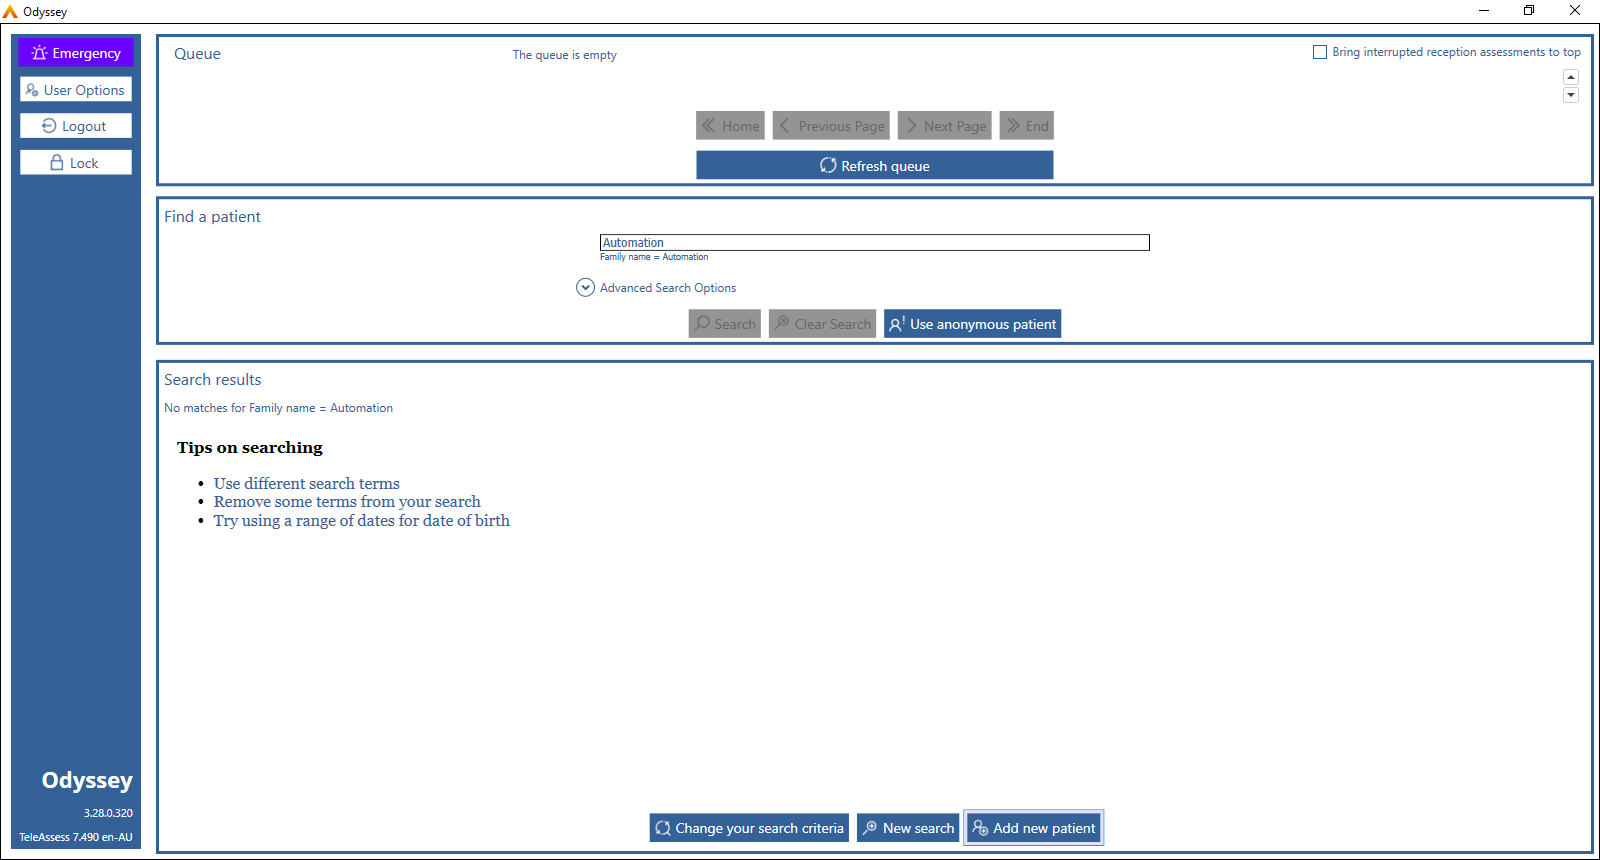 Odyssey
Emergency
User Options
Logout
Lock
Queue
The queue is empty
Bring interrupted reception assessments to top
Home
Previous Page
Next Page
End
Refresh queue
Find a patient
Automation
Family name = Automation
Advanced Search Options
Search
Clear Search
Use anonymous patient
Search results
No matches for Family name = Automation
Tips on searching
Use different search terms
Remove some terms from your search
Try using a range of dates for date of birth
Change your search criteria
New search
Add new patient
Odyssey
3.28.0.320
TeleAssess 7.490 en-AU